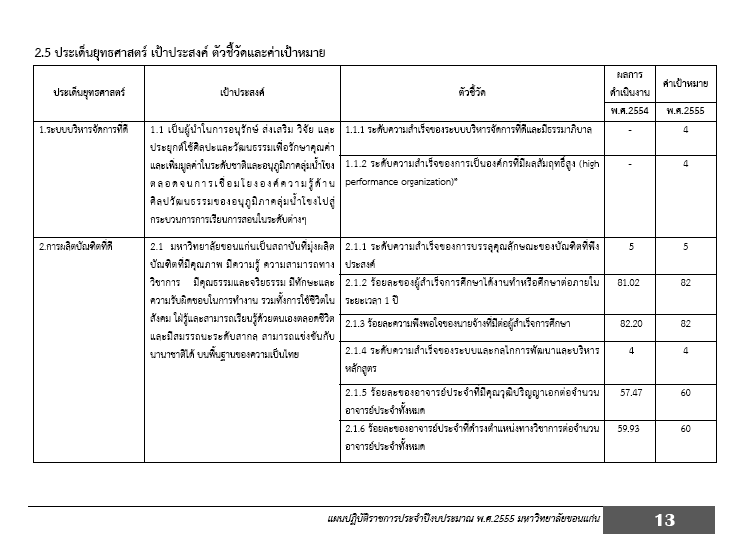 2.5 ประเด็นยุทธศาสตร์ เป้าประสงค์ ตัวชี้วัดและค่าเป้าหมาย
ประเด็นยุทธศาสตร์
เป้าประสงค์
ตัวชี้วัด
ผลการ
ดำเนินงาน
ค่าเป้าหมาย
พ.ศ.2554
พ.ศ.2555
1.ระบบบริหารจัดการที่ดี
1.1 เป็นผู้นำในการอนุรักษ์ ส่งเสริม วิจัย และ
ประยุกต์ใช้ศิลปะและวัฒนธรรมเพื่อรักษาคุณค่า
และเพิ่มมูลค่าในระดับชาติและอนุภูมิภาคลุ่มน้ำโขง
ตลอดจนการเชื่อมโยงองค์ความรู้ด้าน
ศิลปวัฒนธรรมของอนุภูมิภาคลุ่มน้ำโขงไปสู่
กระบวนการการเรียนการสอนในระดับต่างๆ
1.1.1 ระดับความสำเร็จของระบบบริหารจัดการที่ดีและมีธรรมาภิบาล
-
4
1.1.2 ระดับความสำเร็จของการเป็นองค์กรที่มีผลสัมฤทธิ์สูง (high
performance organization)*
-
4
2.การผลิตบัณฑิตที่ดี
2.1 มหาวิทยาลัยขอนแก่นเป็นสถาบันที่มุ่งผลิต
บัณฑิตที่มีคุณภาพ มีความรู้ ความสามารถทาง
วิชาการ มีคุณธรรมและจริยธรรม มีทักษะและ
ความรับผิดชอบในการทำงาน รวมทั้งการใช้ชีวิตใน
สังคม ใฝ่รู้และสามารถเรียนรู้ด้วยตนเองตลอดชีวิต
และมีสมรรถนะระดับสากล สามารถแข่งขันกับ
นานาชาติได้ บนพื้นฐานของความเป็นไทย
2.1.1 ระดับความสำเร็จของการบรรลุคุณลักษณะของบัณฑิตที่พึง
ประสงค์
5
5
2.1.2 ร้อยละของผู้สำเร็จการศึกษาได้งานทำหรือศึกษาต่อภายใน
ระยะเวลา 1 ปี
81.02
82
2.1.3 ร้อยละความพึงพอใจของนายจ้างที่มีต่อผู้สำเร็จการศึกษา
82.20
82
2.1.4 ระดับความสำเร็จของระบบและกลไกการพัฒนาและบริหาร
หลักสูตร
4
4
2.1.5 ร้อยละของอาจารย์ประจำที่มีคุณวุฒิปริญญาเอกต่อจำนวน
อาจารย์ประจำทั้งหมด
57.47
60
2.1.6 ร้อยละของอาจารย์ประจำที่ดำรงตำแหน่งทางวิชาการต่อจำนวน
อาจารย์ประจำทั้งหมด
59.93
60
แผนปฏิบัติราชการประจำปีงบประมาณ พ.ศ.2555 มหาวิทยาลัยขอนแก่น
13